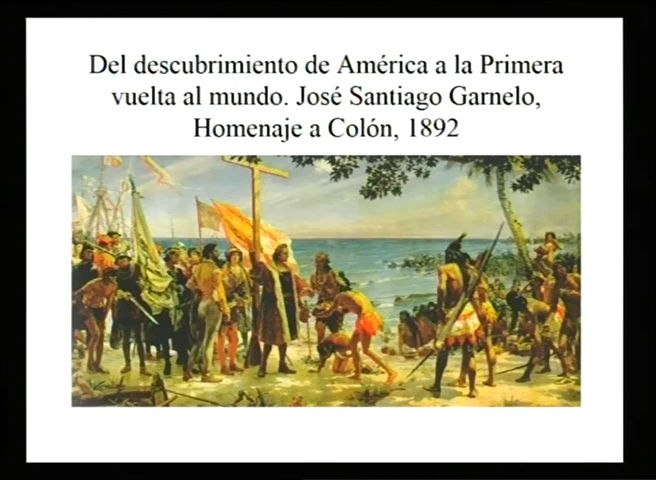 Del descubrimiento de América a la Primera
vuelta al mundo. José Santiago Garnelo,
Homenaje a Colón, 1892